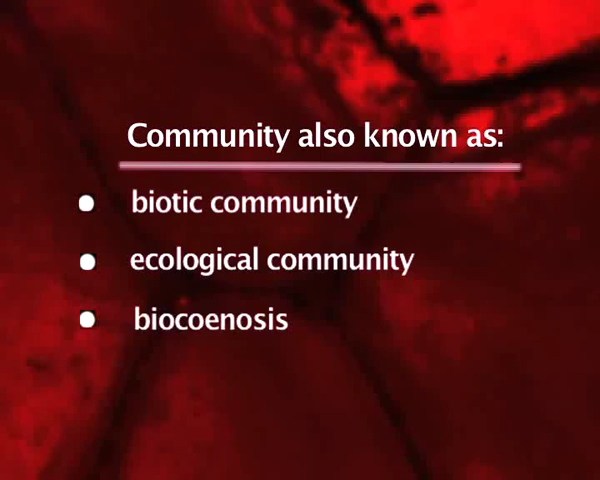 Community also known as:
biotic community
ecological community
biocoenosis